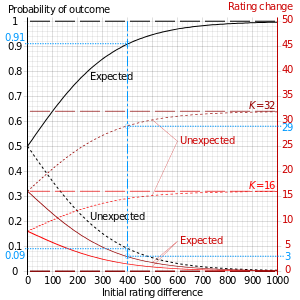 Probability of outcome
Rating change
1
50
0.91
0.9
45
Expected
0.8
40
0.7
35
K=32
0.6
30
29
0.5
Unexpected
25
0.4
20
K=16
0.3
15
Unexpected
0.2
10
Expected
0.1
5
0.09
3
0
0
0 100 200 300 400 500 600 700 800 900 1000
Initial rating difference